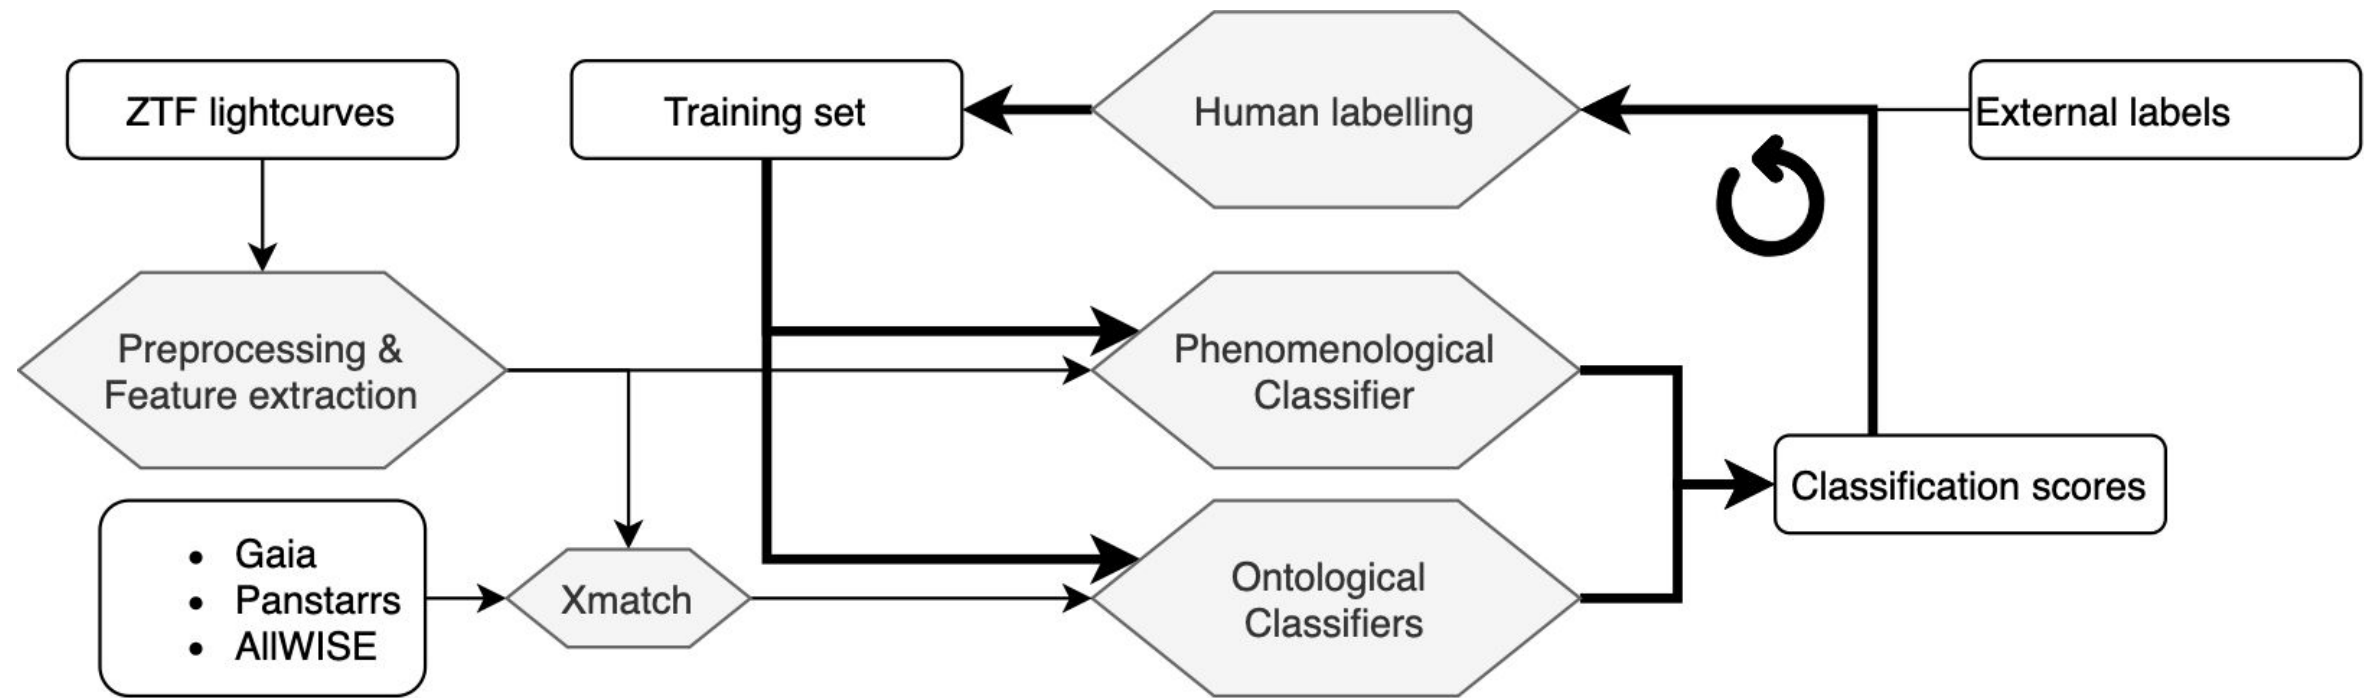 ZTF lightcurves
Training set
Human labelling
External labels
Preprocessing &
Feature extraction
Phenomenological
Classifier
Classification scores
• Gaia
• Panstarrs
• AllWISE
Xmatch
Ontological
Classifiers